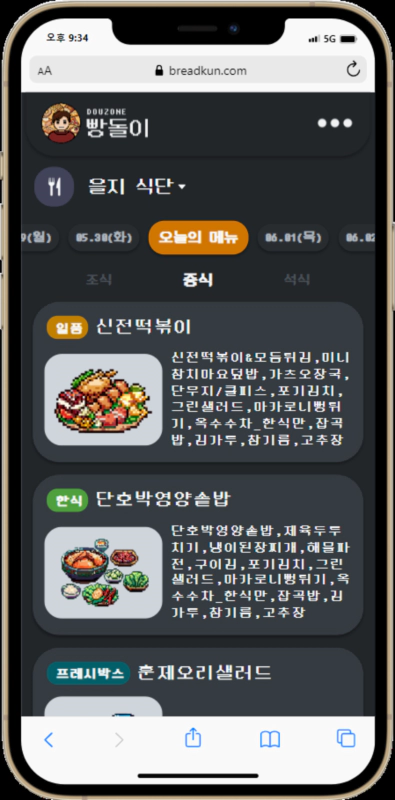 오후 9:34
5G
AA
breadkun.com
DOUZONE
빵돌이
을지 식단
9(월)
05.30(화)
오늘의 메뉴
06.01(목)
06.02
조식
중식
석식
일품
신전떡볶이
신전떡볶이&모듬튀김,미니
참치마요덮밥,가츠오장국,
단무지/쿨피스,포기김치,
그린샐러드,마카로니뻥튀
기,옥수수차_한식만,잡곡
밥,김가루,참기름,고추장
한식
단호박영양솥밥
단호박영양솥밥,제육두루
치기,냉이된장찌개,해물파
전,구이김,포기김치,그린
샐러드,마카로니뻥튀기,옥
수수차_한식만,잡곡밥,김
가루,참기름,고추장
프레시박스
훈제오리샐러드